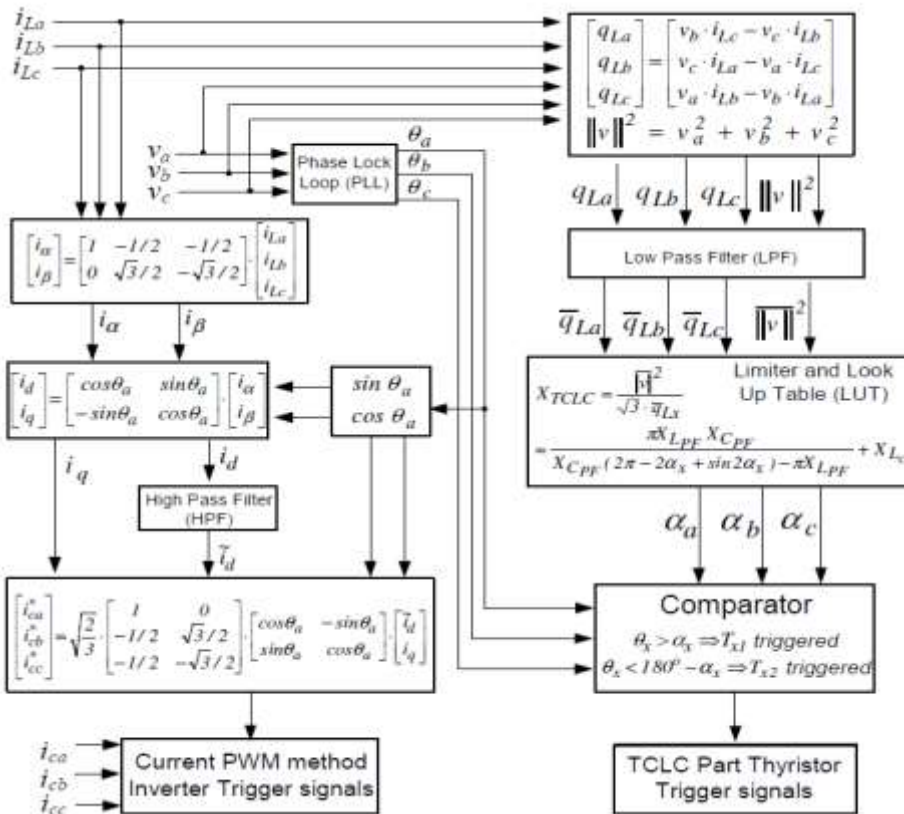 i_La
i_Lb
i_Lc
[q_La q_Lb q_Lc] = [v_b · i_Lc − v_c · i_Lb
v_c · i_La − v_a · i_Lc
v_a · i_Lb − v_b · i_La]
‖v‖² = v_a² + v_b² + v_c²
v_a
v_b
v_c
Phase Lock
Loop (PLL)
θ_a
θ_b
θ_c
q_La q_Lb q_Lc ‖v‖²
Low Pass Filter (LPF)
[i_α i_β] = [1 −1/2 −1/2
0 √3/2 −√3/2] · [i_La i_Lb i_Lc]
i_α i_β
q̅_La q̅_Lb q̅_Lc ‖v‖̅²
[i_d i_q] = [cosθ_a sinθ_a
−sinθ_a cosθ_a] · [i_α i_β]
sin θ_a
cos θ_a
Limiter and Look
Up Table (LUT)
X_TCLC = ‖v‖̅² / (√3 · q̅_Lx)
= πX_L_PF X_C_PF / (X_C_PF (2π − 2α_x + sin2α_x) − πX_L_PF) + X_L_c
i_q
i_d
High Pass Filter
(HPF)
ĩ_d
α_a α_b α_c
[i*_ca i*_cb i*_cc] = √(2/3) · [1 0
−1/2 √3/2
−1/2 −√3/2] · [cosθ_a −sinθ_a
sinθ_a cosθ_a] · [ĩ_d i_q]
Comparator
θ_x > α_x ⇒ T_x1 triggered
θ_x < 180° − α_x ⇒ T_x2 triggered
i_ca
i_cb
i_cc
Current PWM method
Inverter Trigger signals
TCLC Part Thyristor
Trigger signals